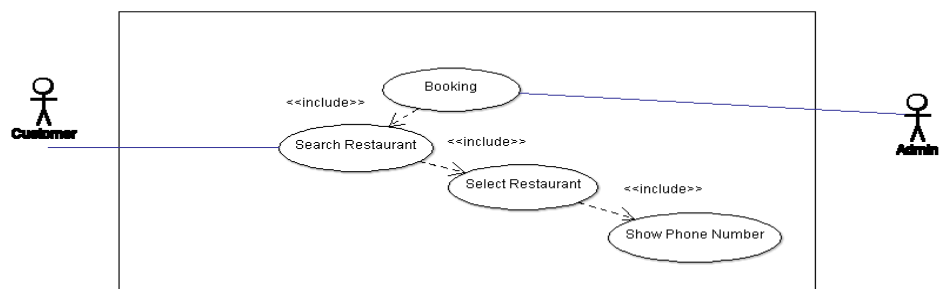 Booking
<<include>>
Customer
Search Restaurant
<<include>>
Admin
Select Restaurant
<<include>>
Show Phone Number